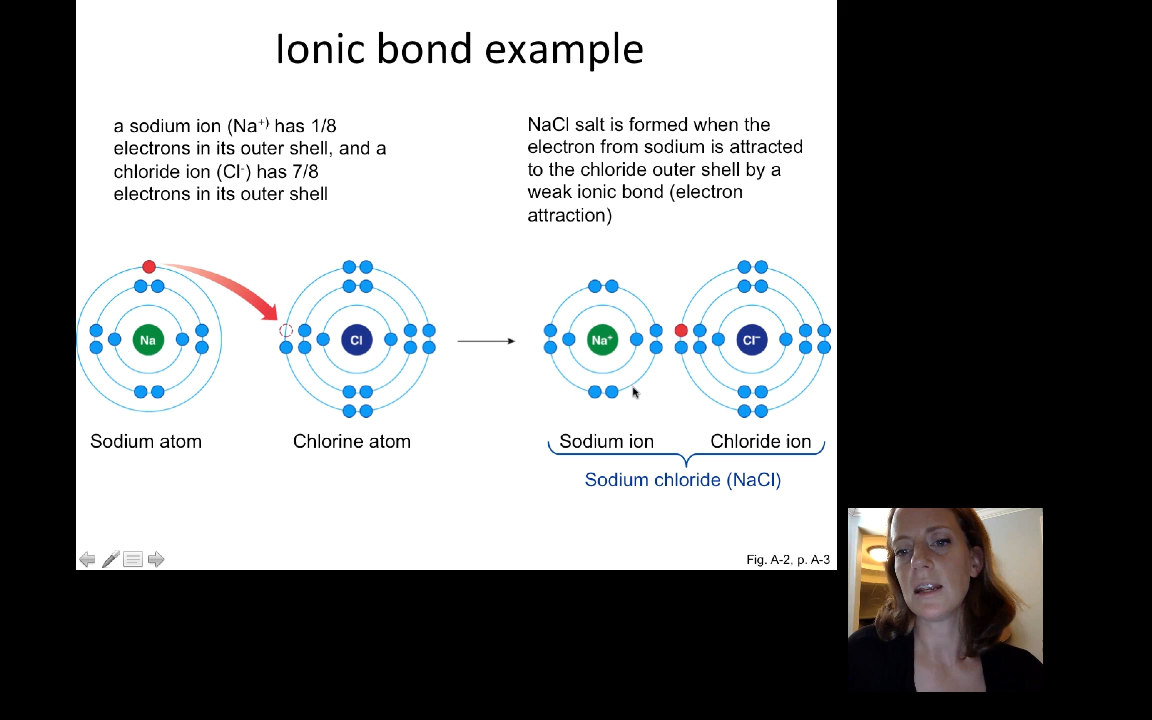 Ionic bond example
a sodium ion (Na⁺⁾ has 1/8
electrons in its outer shell, and a
chloride ion (Cl⁻) has 7/8
electrons in its outer shell
NaCl salt is formed when the
electron from sodium is attracted
to the chloride outer shell by a
weak ionic bond (electron
attraction)
Na
Cl
Na⁺
Cl⁻
Sodium atom
Chlorine atom
Sodium ion
Chloride ion
Sodium chloride (NaCl)
Fig. A-2, p. A-3